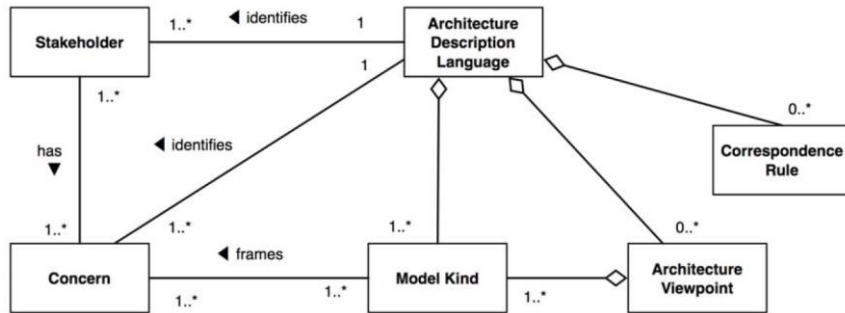 1..*
◀ identifies
1
Architecture
Description
Language
Stakeholder
1
1..*
0..*
has
▼
◀ identifies
Correspondence
Rule
1..*
1..*
1..*
0..*
◀ frames
Concern
Model Kind
Architecture
Viewpoint
1..*
1..*
1..*